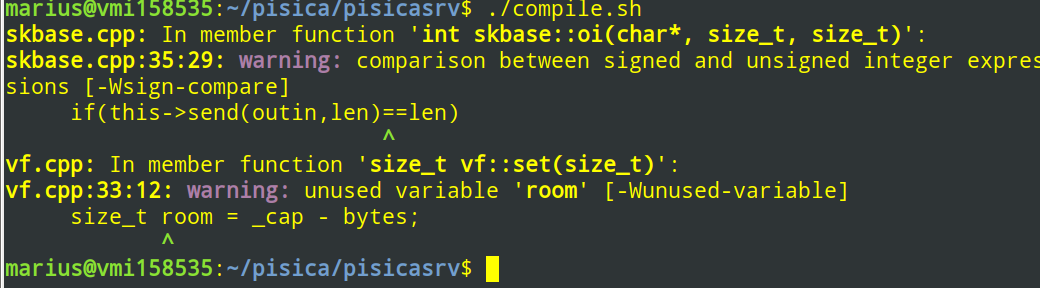 marius@vmi158535:~/pisica/pisicasrv$ ./compile.sh
skbase.cpp: In member function 'int skbase::oi(char*, size_t, size_t)':
skbase.cpp:35:29: warning: comparison between signed and unsigned integer expres
sions [-Wsign-compare]
     if(this->send(outin,len)==len)
                             ^
vf.cpp: In member function 'size_t vf::set(size_t)':
vf.cpp:33:12: warning: unused variable 'room' [-Wunused-variable]
     size_t room = _cap - bytes;
            ^
marius@vmi158535:~/pisica/pisicasrv$